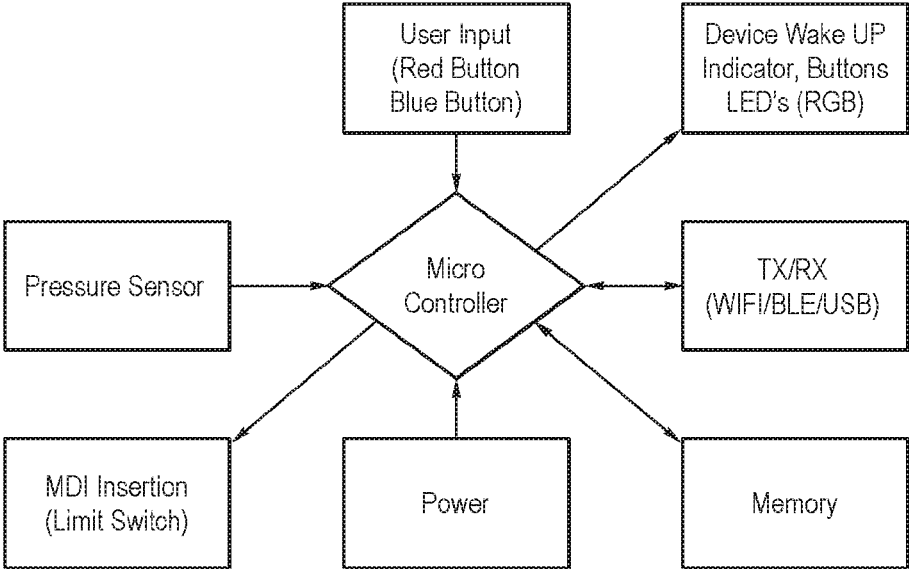 User Input
(Red Button
Blue Button)
Device Wake UP
Indicator, Buttons
LED's (RGB)
Pressure Sensor
Micro
Controller
TX/RX
(WIFI/BLE/USB)
MDI Insertion
(Limit Switch)
Power
Memory